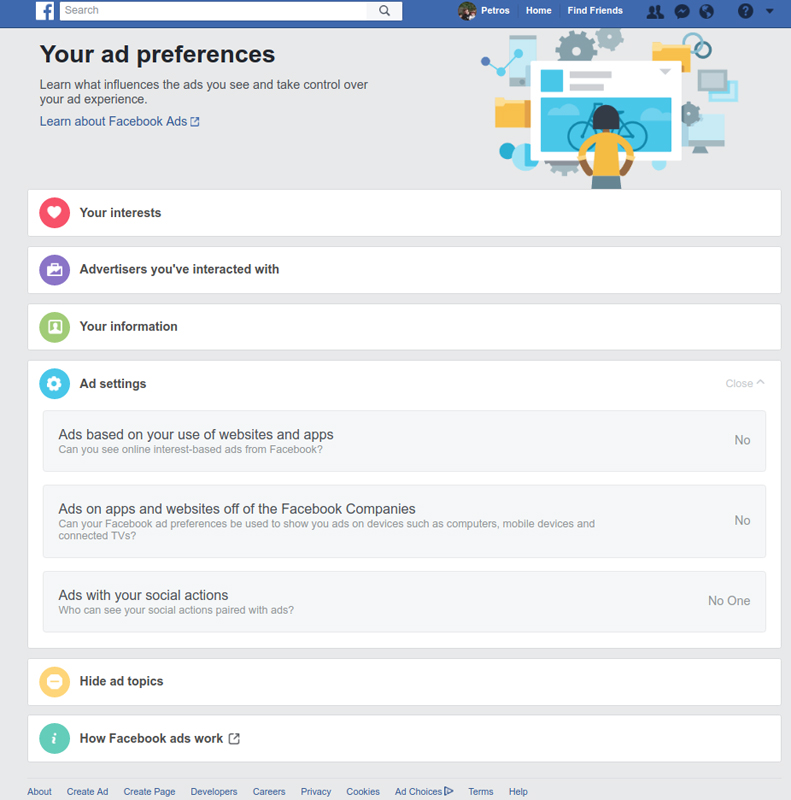 f
Search
Petros
Home
Find Friends
?
Your ad preferences
Learn what influences the ads you see and take control over
your ad experience.
Learn about Facebook Ads
Your interests
Advertisers you've interacted with
Your information
Ad settings
Close
Ads based on your use of websites and apps
Can you see online interest-based ads from Facebook?
No
Ads on apps and websites off of the Facebook Companies
Can your Facebook ad preferences be used to show you ads on devices such as computers, mobile devices and
connected TVs?
No
Ads with your social actions
Who can see your social actions paired with ads?
No One
Hide ad topics
i
How Facebook ads work
About Create Ad Create Page Developers Careers Privacy Cookies Ad Choices Terms Help